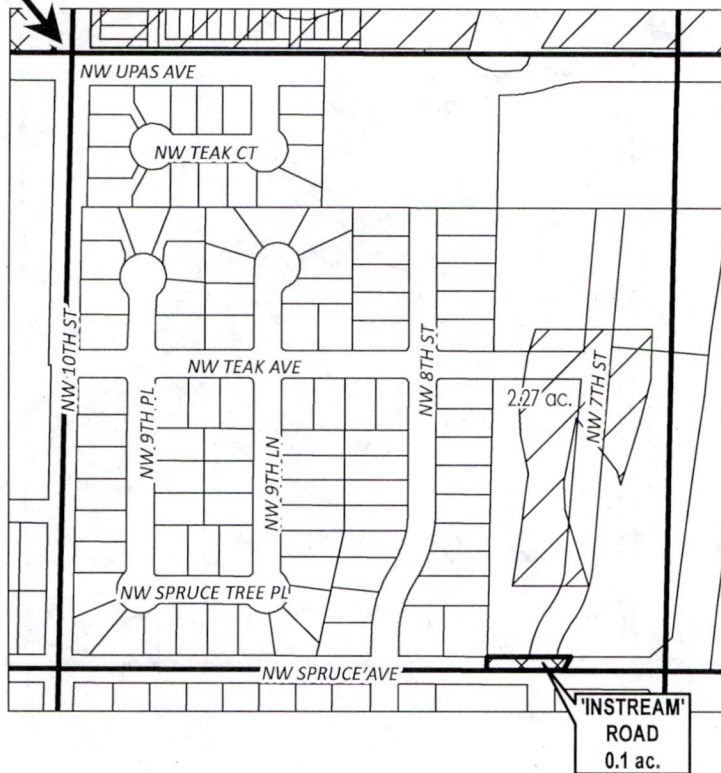 NW UPAS AVE
NW TEAK CT
NW 10TH ST
NW TEAK AVE
NW 8TH ST
NW 7TH ST
2.27 ac.
NW 9TH PL
NW 9TH LN
NW SPRUCE TREE PL
NW SPRUCE AVE
'INSTREAM'
ROAD
0.1 ac.